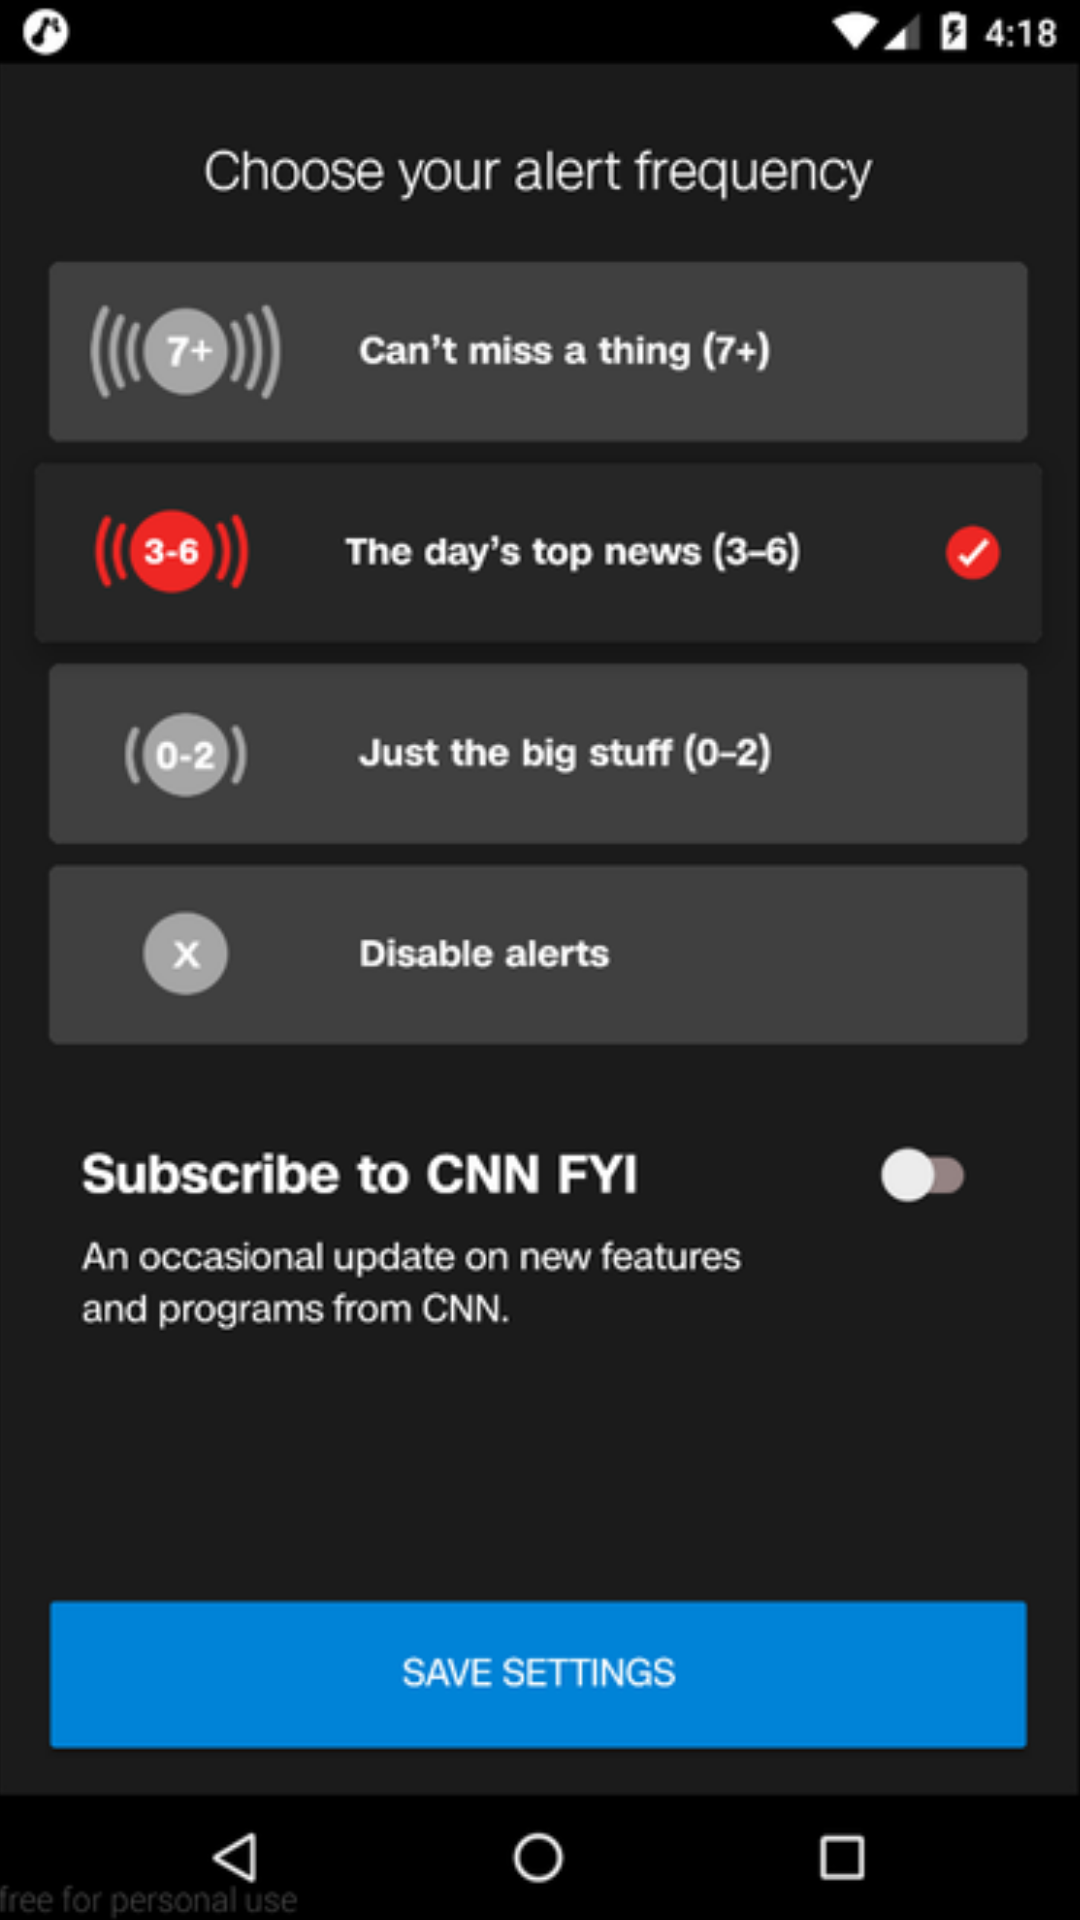 4:18
Choose your alert frequency
7+
Can’t miss a thing (7+)
3-6
The day’s top news (3–6)
0-2
Just the big stuff (0–2)
X
Disable alerts
Subscribe to CNN FYI
An occasional update on new features
and programs from CNN.
SAVE SETTINGS
free for personal use